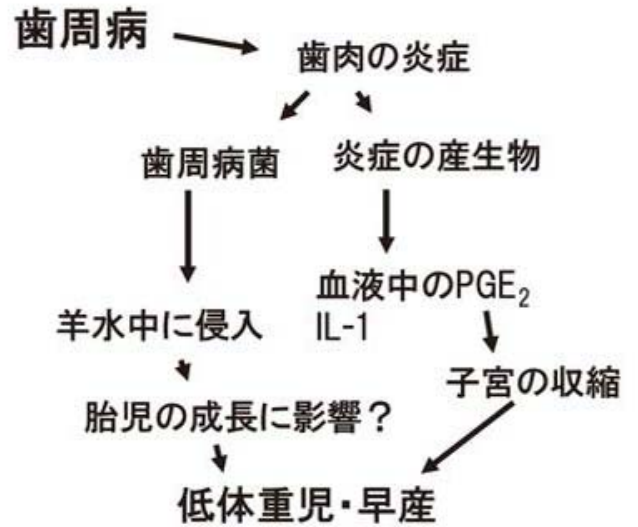 歯周病
歯肉の炎症
歯周病菌
炎症の産生物
血液中のPGE₂
IL-1
羊水中に侵入
子宮の収縮
胎児の成長に影響？
低体重児・早産